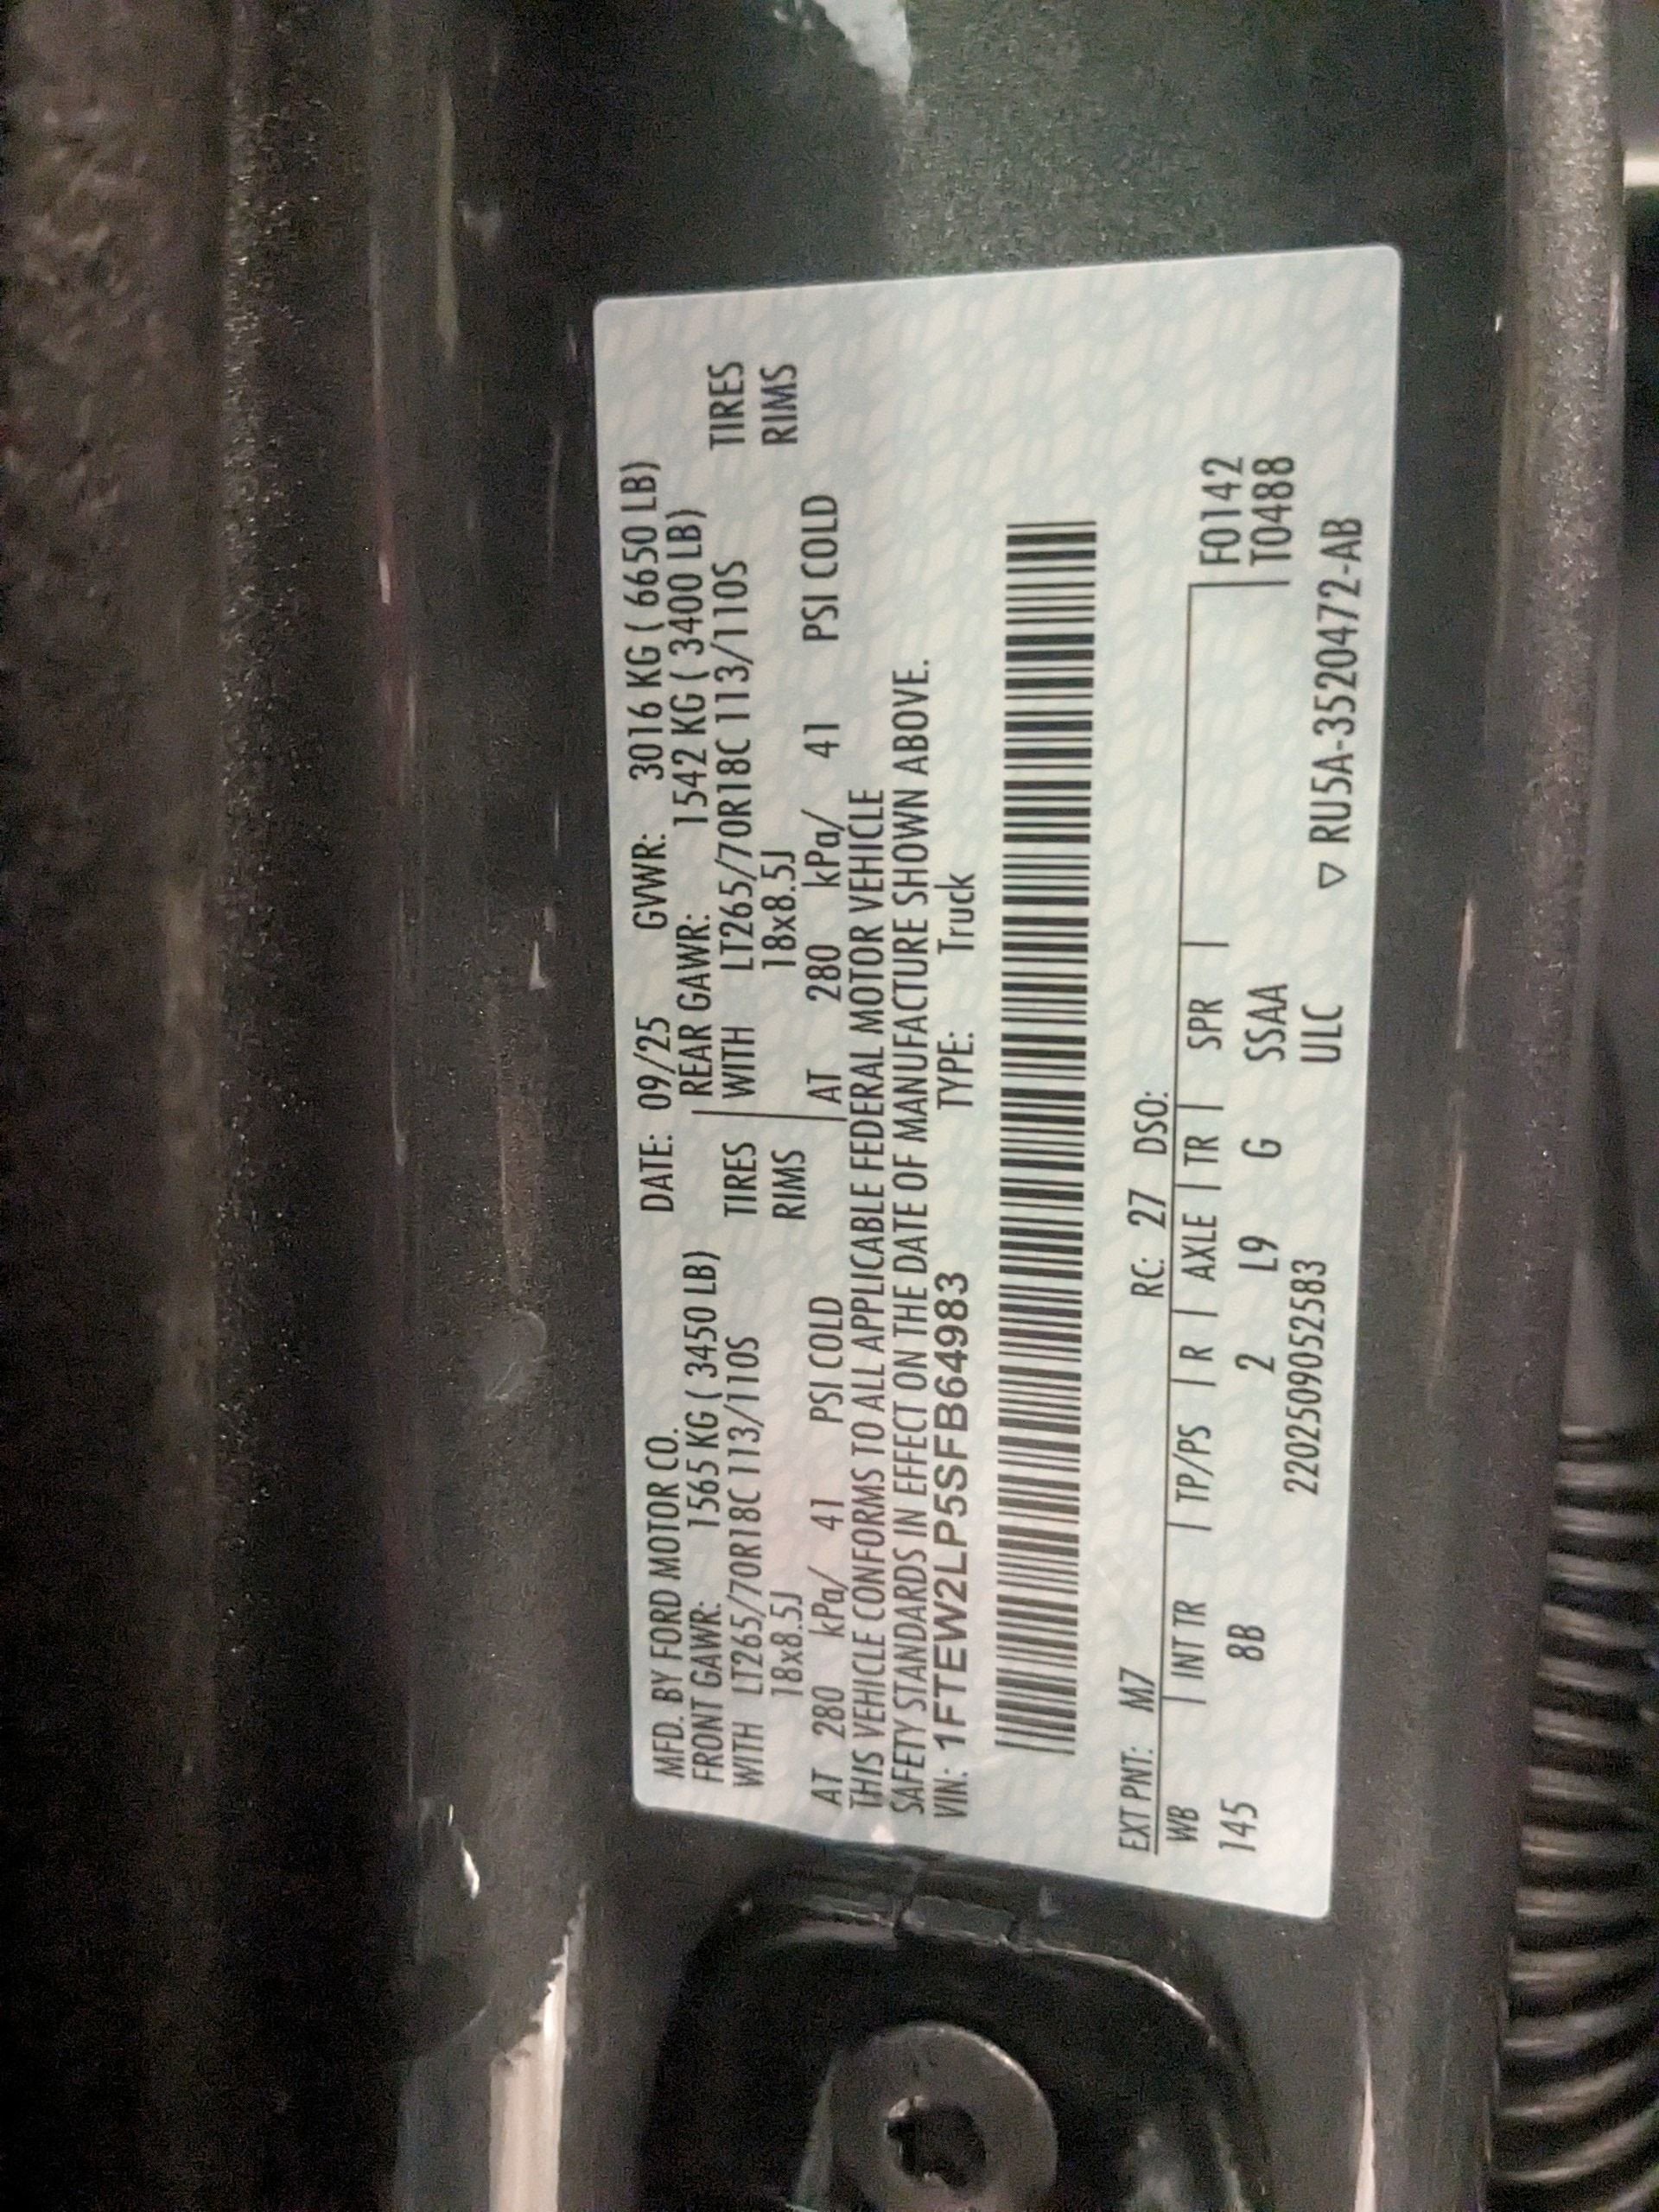 MFD. BY FORD MOTOR CO. DATE: 09/25 GVWR: 3016 KG ( 6650 LB)
FRONT GAWR: 1565 KG ( 3450 LB) REAR GAWR: 1542 KG ( 3400 LB)
WITH LT265/70R18C 113/110S TIRES WITH LT265/70R18C 113/110S TIRES
18x8.5J RIMS 18x8.5J RIMS
AT 280 kPa/ 41 PSI COLD AT 280 kPa/ 41 PSI COLD
THIS VEHICLE CONFORMS TO ALL APPLICABLE FEDERAL MOTOR VEHICLE
SAFETY STANDARDS IN EFFECT ON THE DATE OF MANUFACTURE SHOWN ABOVE.
VIN: 1FTEW2LP5SFB64983 TYPE: Truck
EXT PNT: M7 RC: 27 DSO:
WB | INT TR | TP/PS | R | AXLE | TR | SPR | F0142
145 8B 2 L9 G SSAA T0488
2202509052583 ULC ▽ RU5A-3520472-AB